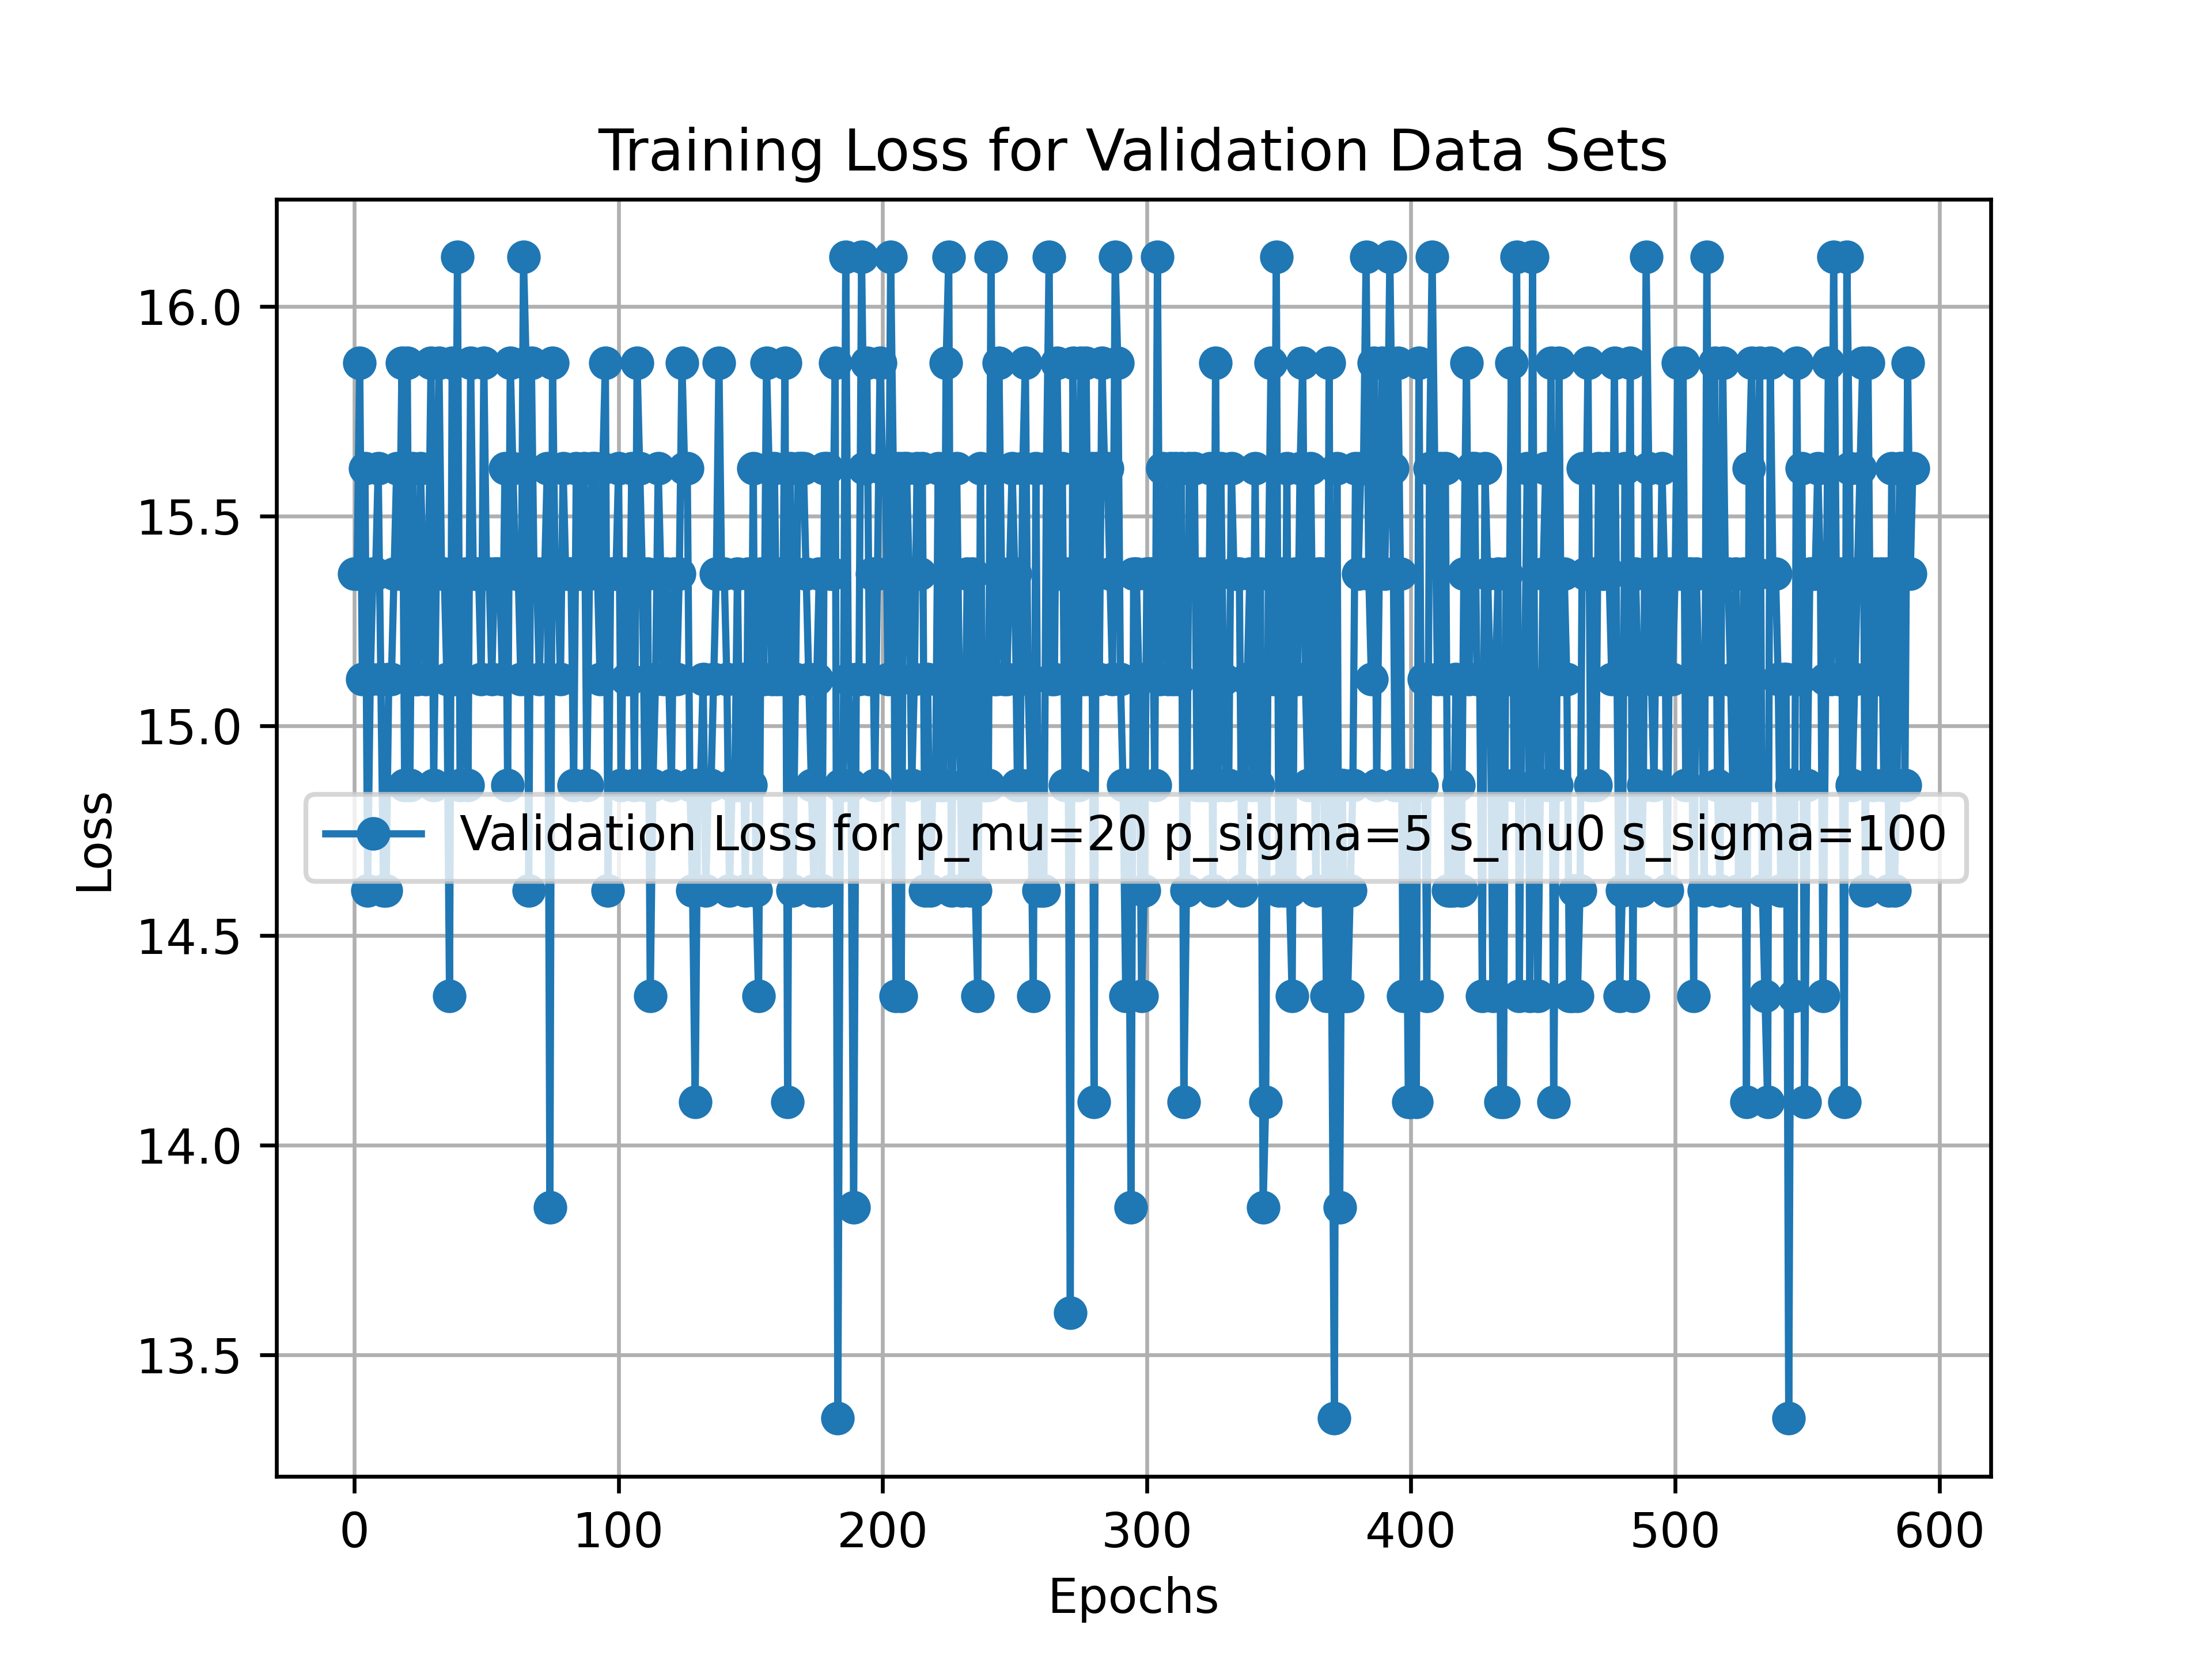 Training Loss for Validation Data Sets
Loss
16.0
15.5
15.0
14.5
14.0
13.5
Validation Loss for p_mu=20 p_sigma=5 s_mu0 s_sigma=100
0 100 200 300 400 500 600
Epochs